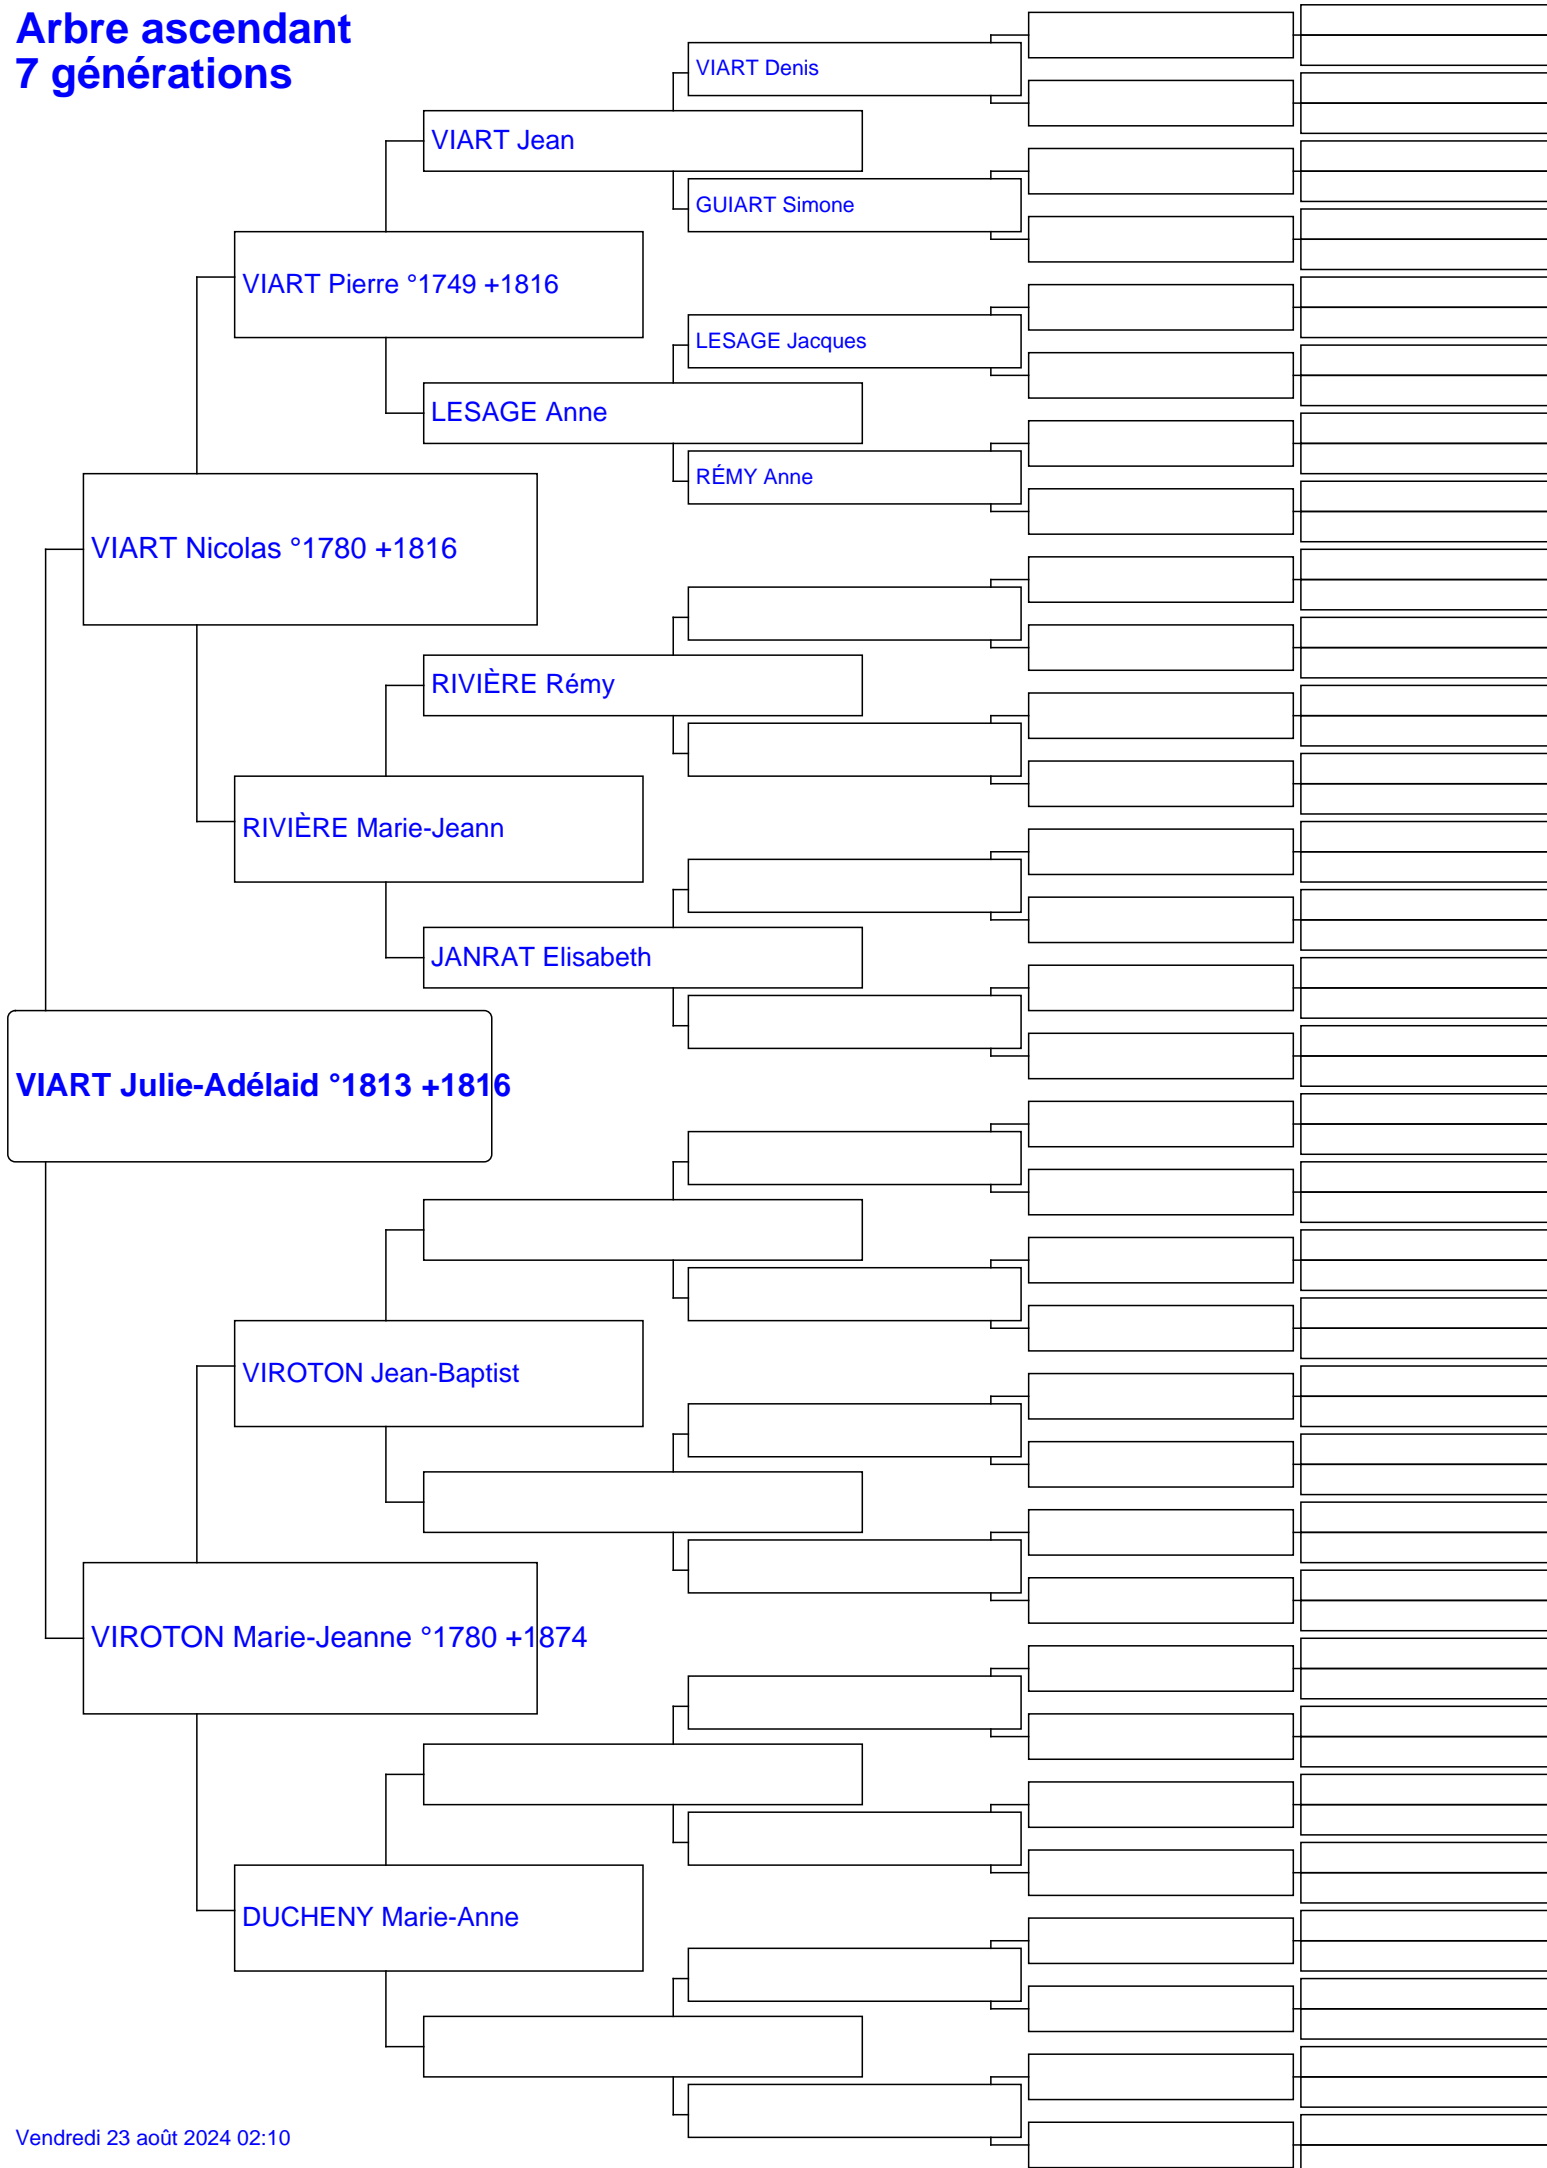 Arbre ascendant
7 générations
VIART Denis
VIART Jean
GUIART Simone
VIART Pierre °1749 +1816
LESAGE Jacques
LESAGE Anne
RÉMY Anne
VIART Nicolas °1780 +1816
RIVIÈRE Rémy
RIVIÈRE Marie-Jeann
JANRAT Elisabeth
VIART Julie-Adélaid °1813 +1816
VIROTON Jean-Baptist
VIROTON Marie-Jeanne °1780 +1874
DUCHENY Marie-Anne
Vendredi 23 août 2024 02:10